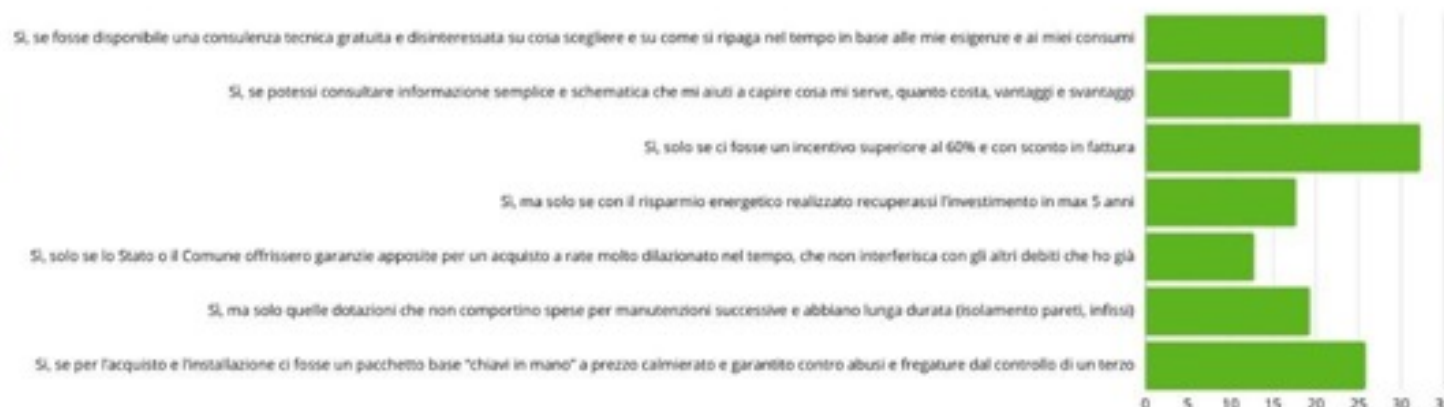 Sì, se fosse disponibile una consulenza tecnica gratuita e disinteressata su cosa scegliere e su come si ripaga nel tempo in base alle mie esigenze e ai miei consumi
Sì, se potessi consultare informazione semplice e schematica che mi aiuti a capire cosa mi serve, quanto costa, vantaggi e svantaggi
Sì, solo se ci fosse un incentivo superiore al 60% e con sconto in fattura
Sì, ma solo se con il risparmio energetico realizzato recuperassi l'investimento in max 5 anni
Sì, solo se lo Stato o il Comune offrissero garanzie apposite per un acquisto a rate molto dilazionato nel tempo, che non interferisca con gli altri debiti che ho già
Sì, ma solo quelle dotazioni che non comportino spese per manutenzioni successive e abbiano lunga durata (isolamento pareti, infissi)
Sì, se per l'acquisto e l'installazione ci fosse un pacchetto base "chiavi in mano" a prezzo calmierato e garantito contro abusi e fregature dal controllo di un terzo
0 5 10 15 20 25 30